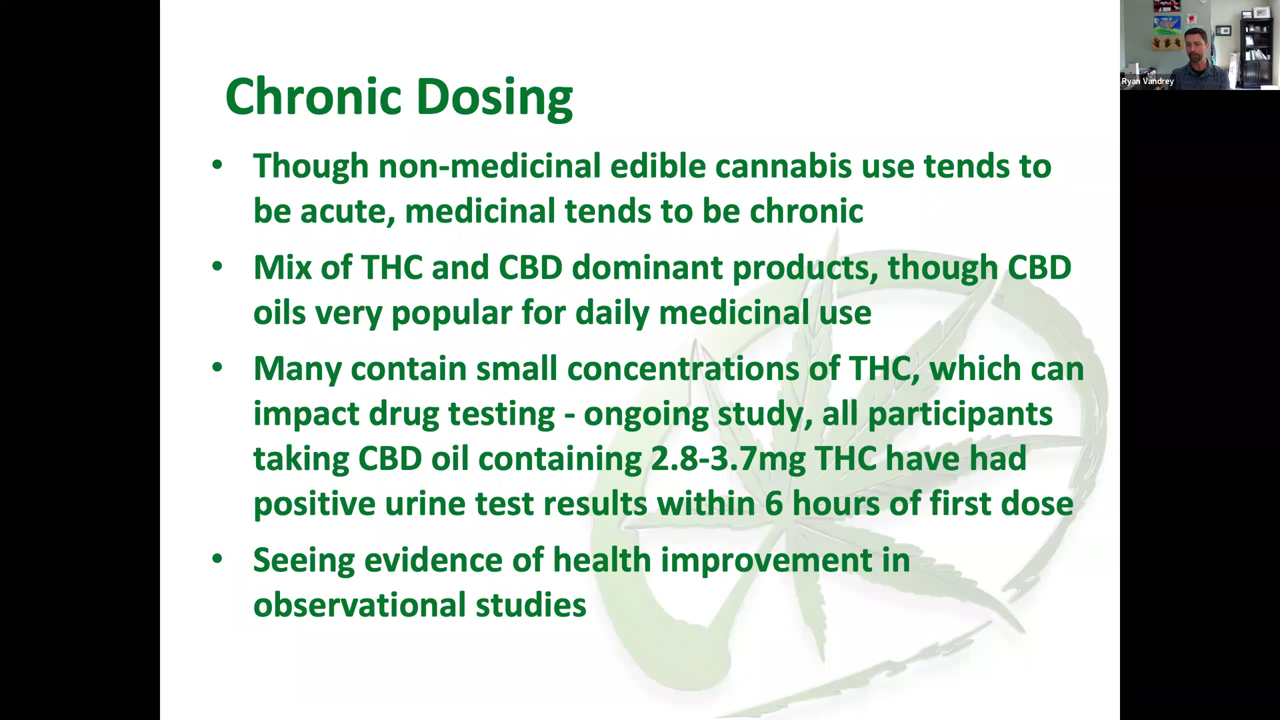 Chronic Dosing
• Though non-medicinal edible cannabis use tends to
be acute, medicinal tends to be chronic
• Mix of THC and CBD dominant products, though CBD
oils very popular for daily medicinal use
• Many contain small concentrations of THC, which can
impact drug testing - ongoing study, all participants
taking CBD oil containing 2.8-3.7mg THC have had
positive urine test results within 6 hours of first dose
• Seeing evidence of health improvement in
observational studies
Ryan Vandrey